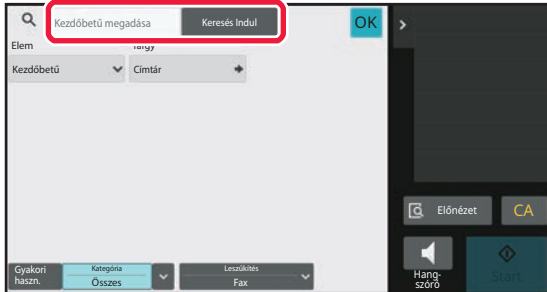 Kezdőbetű megadása
Keresés Indul
OK
Elem
Tárgy
Kezdőbetű
Címtár
Előnézet
CA
Gyakori
haszn.
Kategória
Összes
Leszűkítés
Fax
Hang-
szóró
Start